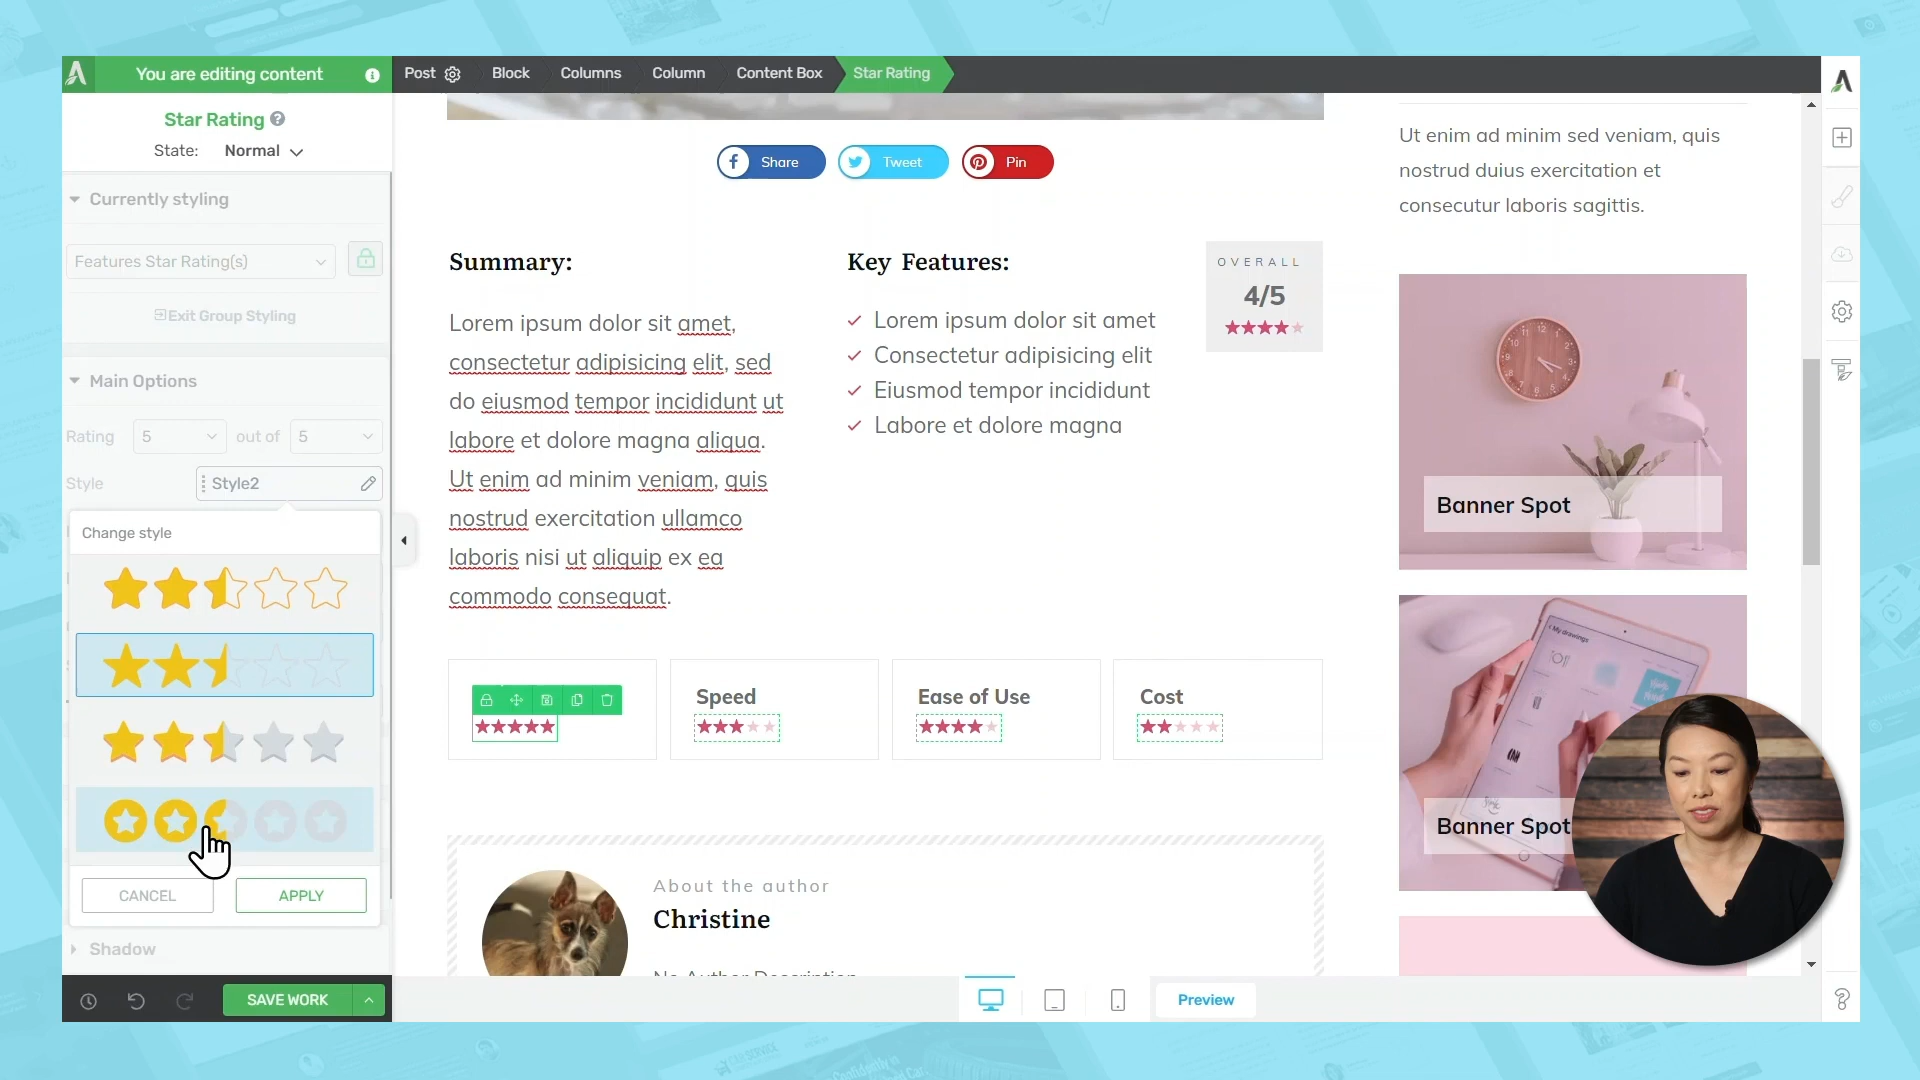 You are editing content
Post
Block
Columns
Column
Content Box
Star Rating
Star Rating
State: Normal
Currently styling
Features Star Rating(s)
Exit Group Styling
Main Options
Rating 5 out of 5
Style Style2
Change style
CANCEL
APPLY
Shadow
SAVE WORK
Share
Tweet
Pin
Summary:
Lorem ipsum dolor sit amet,
consectetur adipisicing elit, sed
do eiusmod tempor incididunt ut
labore et dolore magna aliqua.
Ut enim ad minim veniam, quis
nostrud exercitation ullamco
laboris nisi ut aliquip ex ea
commodo consequat.
Key Features:
Lorem ipsum dolor sit amet
Consectetur adipisicing elit
Eiusmod tempor incididunt
Labore et dolore magna
OVERALL
4/5
Speed
Ease of Use
Cost
About the author
Christine
No Author Description
Preview
Ut enim ad minim sed veniam, quis
nostrud duius exercitation et
consecutur laboris sagittis.
Banner Spot
My drawings
Banner Spot